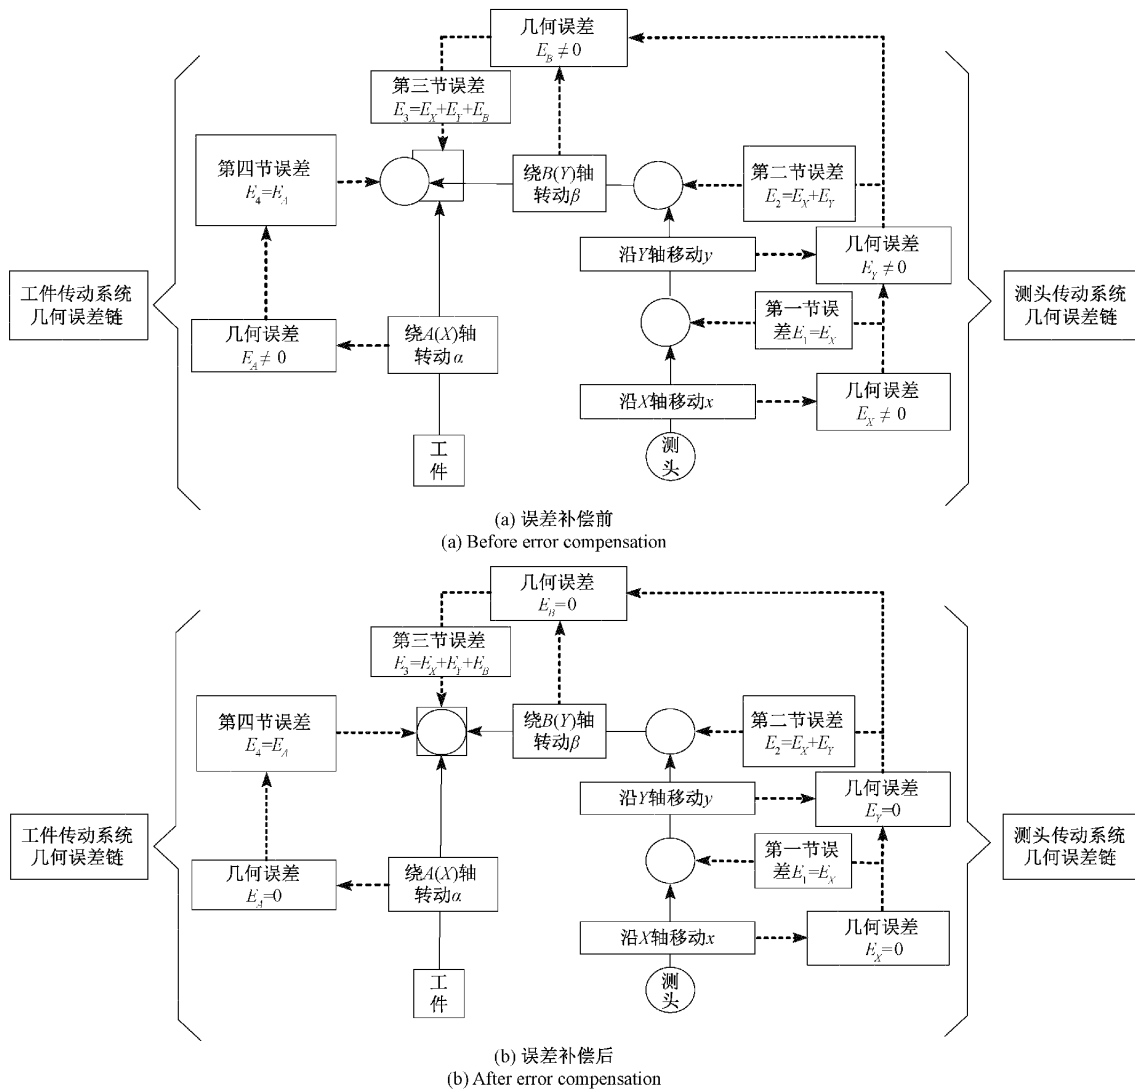 几何误差
E_B≠0
第三节误差
E_3=E_X+E_Y+E_B
第四节误差
E_4=E_A
绕B(Y)轴
转动β
第二节误差
E_2=E_X+E_Y
沿Y轴移动y
几何误差
E_Y≠0
工件传动系统
几何误差链
测头传动系统
几何误差链
几何误差
E_A≠0
绕A(X)轴
转动α
第一节误
差E_1=E_X
沿X轴移动x
几何误差
E_X≠0
工
件
测
头
(a) 误差补偿前
(a) Before error compensation
几何误差
E_B=0
第三节误差
E_3=E_X+E_Y+E_B
第四节误差
E_4=E_A
绕B(Y)轴
转动β
第二节误差
E_2=E_X+E_Y
沿Y轴移动y
几何误差
E_Y=0
工件传动系统
几何误差链
测头传动系统
几何误差链
几何误差
E_A=0
绕A(X)轴
转动α
第一节误
差E_1=E_X
沿X轴移动x
几何误差
E_X=0
工
件
测
头
(b) 误差补偿后
(b) After error compensation